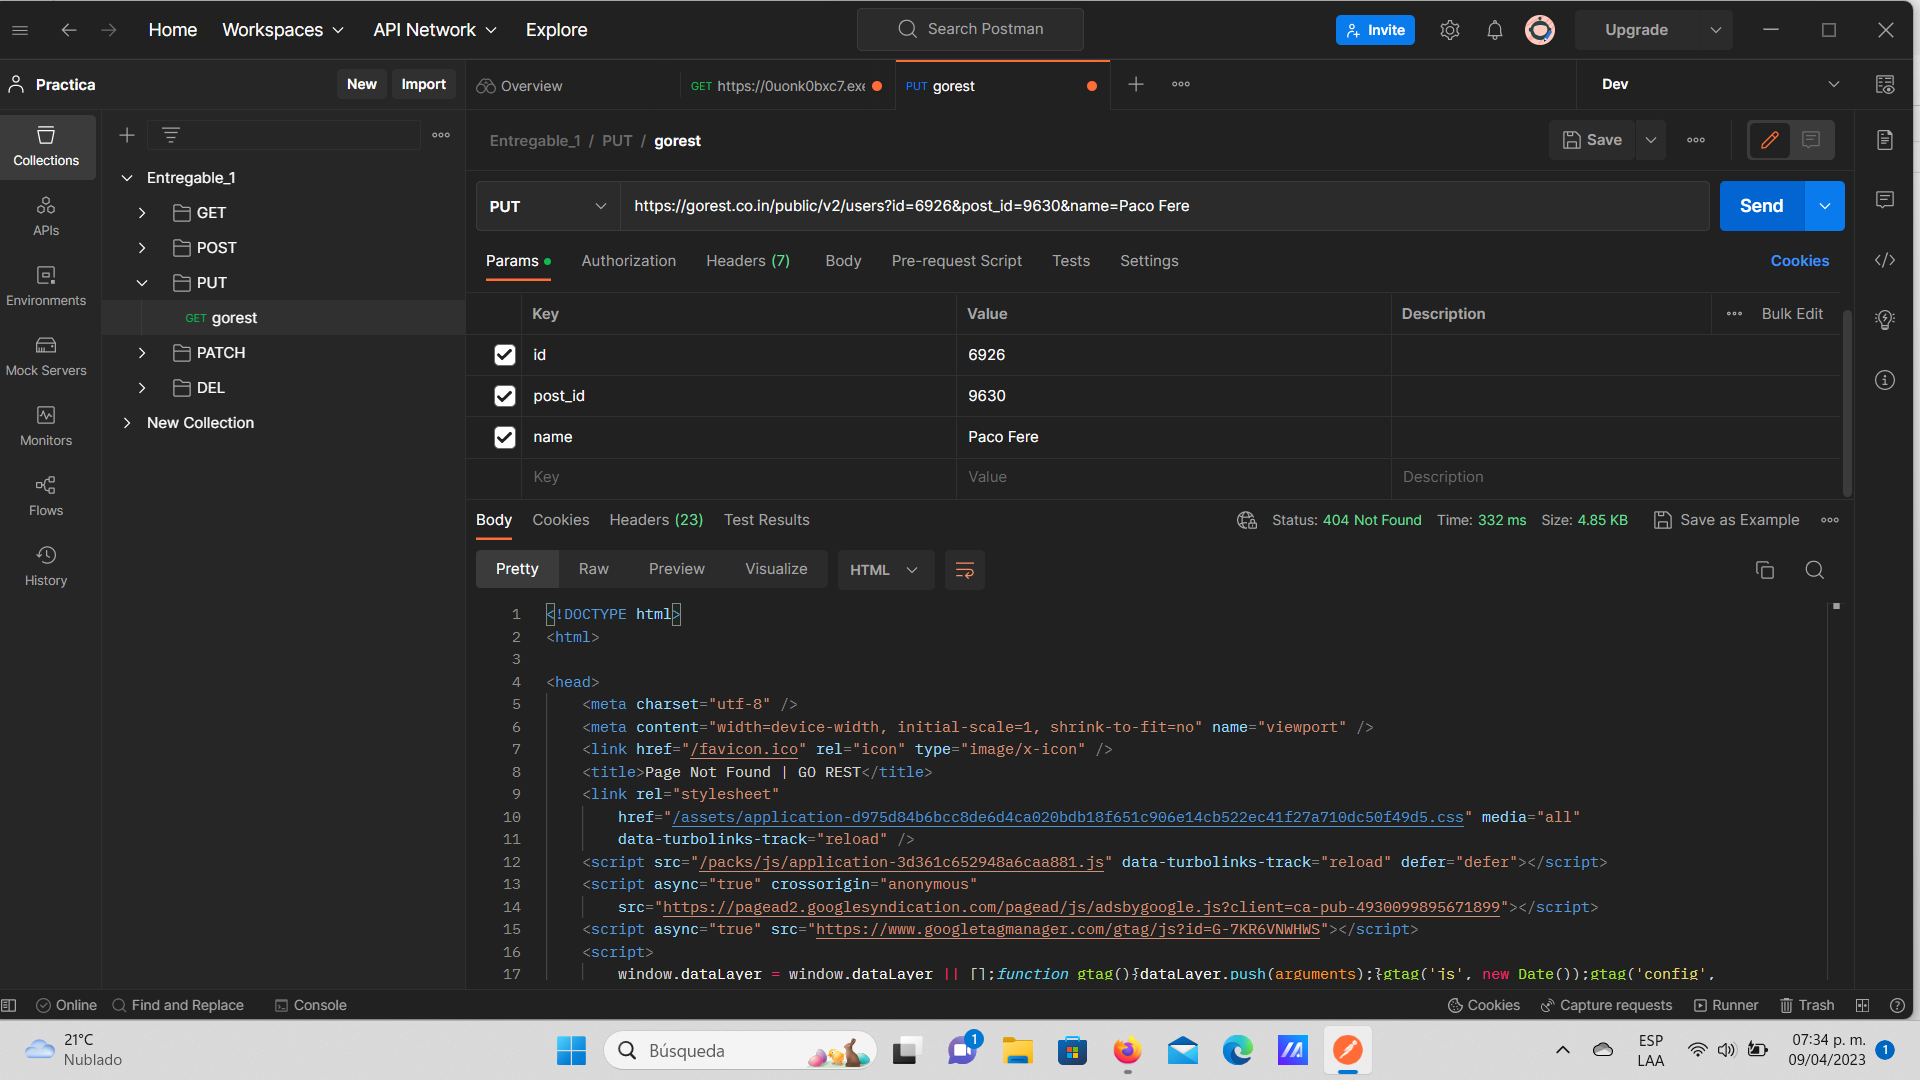 Home Workspaces API Network Explore Search Postman Invite Upgrade
Practica New Import Overview GET https://0uonk0bxc7.exe PUT gorest Dev
Collections
APIs
Environments
Mock Servers
Monitors
Flows
History
Entregable_1
GET
POST
PUT
GET gorest
PATCH
DEL
New Collection
Entregable_1 / PUT / gorest Save
PUT https://gorest.co.in/public/v2/users?id=6926&post_id=9630&name=Paco Fere Send
Params Authorization Headers (7) Body Pre-request Script Tests Settings Cookies
Key Value Description Bulk Edit
id 6926
post_id 9630
name Paco Fere
Key Value Description
Body Cookies Headers (23) Test Results Status: 404 Not Found Time: 332 ms Size: 4.85 KB Save as Example
Pretty Raw Preview Visualize HTML
1 <!DOCTYPE html>
2 <html>
3
4 <head>
5 <meta charset="utf-8" />
6 <meta content="width=device-width, initial-scale=1, shrink-to-fit=no" name="viewport" />
7 <link href="/favicon.ico" rel="icon" type="image/x-icon" />
8 <title>Page Not Found | GO REST</title>
9 <link rel="stylesheet"
10 href="/assets/application-d975d84b6bcc8de6d4ca020bdb18f651c906e14cb522ec41f27a710dc50f49d5.css" media="all"
11 data-turbolinks-track="reload" />
12 <script src="/packs/js/application-3d361c652948a6caa881.js" data-turbolinks-track="reload" defer="defer"></script>
13 <script async="true" crossorigin="anonymous"
14 src="https://pagead2.googlesyndication.com/pagead/js/adsbygoogle.js?client=ca-pub-4930099895671899"></script>
15 <script async="true" src="https://www.googletagmanager.com/gtag/js?id=G-7KR6VNWHWS"></script>
16 <script>
17 window.dataLayer = window.dataLayer || [];function gtag(){dataLayer.push(arguments);}gtag('js', new Date());gtag('config',
Online Find and Replace Console Cookies Capture requests Runner Trash
21°C
Nublado
Búsqueda
1
ESP
LAA
07:34 p. m.
09/04/2023
1